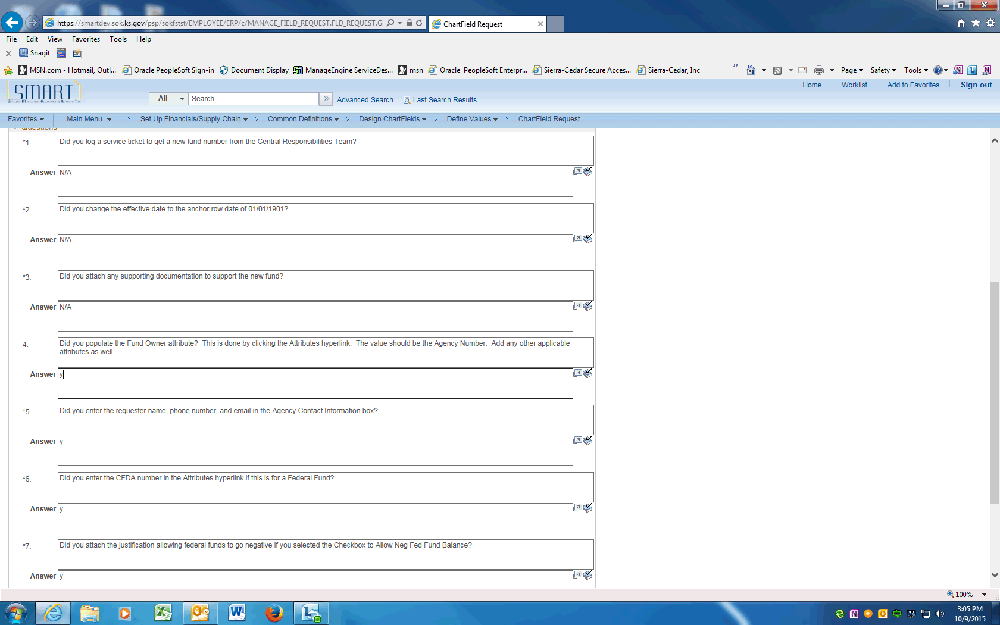 https://smartdev.sok.ks.gov/psp/sokfstst/EMPLOYEE/ERP/c/MANAGE_FIELD_REQUEST.FLD_REQUEST.GI
ChartField Request
File Edit View Favorites Tools Help
x Snagit
MSN.com - Hotmail, Outl... Oracle PeopleSoft Sign-in Document Display ManageEngine ServiceDes... msn Oracle PeopleSoft Enterpr... Sierra-Cedar Secure Acces... Sierra-Cedar, Inc » Page Safety Tools
SMART
Home Worklist Add to Favorites Sign out
All Search Advanced Search Last Search Results
Favorites Main Menu > Set Up Financials/Supply Chain > Common Definitions > Design ChartFields > Define Values > ChartField Request
Questions
*1. Did you log a service ticket to get a new fund number from the Central Responsibilities Team?
Answer N/A
*2. Did you change the effective date to the anchor row date of 01/01/1901?
Answer N/A
*3. Did you attach any supporting documentation to support the new fund?
Answer N/A
4. Did you populate the Fund Owner attribute?  This is done by clicking the Attributes hyperlink.  The value should be the Agency Number.  Add any other applicable
attributes as well.
Answer y
*5. Did you enter the requester name, phone number, and email in the Agency Contact Information box?
Answer y
*6. Did you enter the CFDA number in the Attributes hyperlink if this is for a Federal Fund?
Answer y
*7. Did you attach the justification allowing federal funds to go negative if you selected the Checkbox to Allow Neg Fed Fund Balance?
Answer y
100%
3:05 PM
10/9/2015